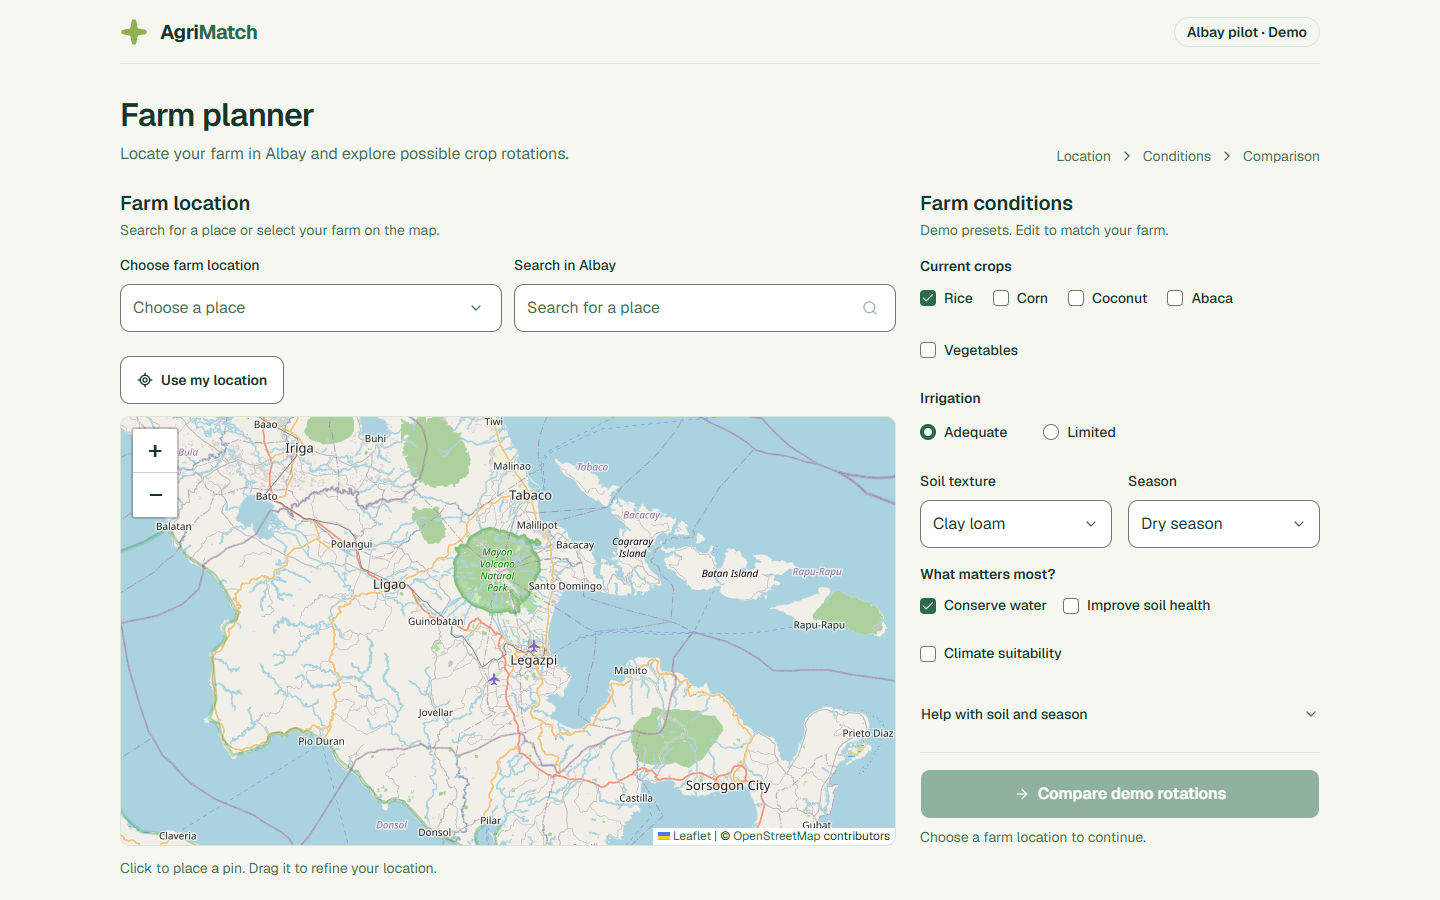 AgriMatch
Albay pilot · Demo
Farm planner
Locate your farm in Albay and explore possible crop rotations.
Location > Conditions > Comparison
Farm location
Search for a place or select your farm on the map.
Choose farm location
Search in Albay
Choose a place
Search for a place
Use my location
+
−
Baao
Bula
Iriga
Buhi
Tiwi
Malinao
Tabaco
Bato
Tabaco
Bacacay
Balatan
Malilipot
Polangui
Mayon
Volcano
Natural
Park
Bacacay
Cagraray
Island
Ligao
Santo Domingo
Batan Island
Rapu-Rapu
Guinobatan
Rapu-Rapu
Legazpi
Manito
Jovellar
Pio Duran
Prieto Diaz
Sorsogon City
Castilla
Donsol
Pilar
Gubat
Claveria
Donsol
Leaflet | © OpenStreetMap contributors
Click to place a pin. Drag it to refine your location.
Farm conditions
Demo presets. Edit to match your farm.
Current crops
Rice Corn Coconut Abaca
Vegetables
Irrigation
Adequate Limited
Soil texture
Season
Clay loam
Dry season
What matters most?
Conserve water Improve soil health
Climate suitability
Help with soil and season
→ Compare demo rotations
Choose a farm location to continue.